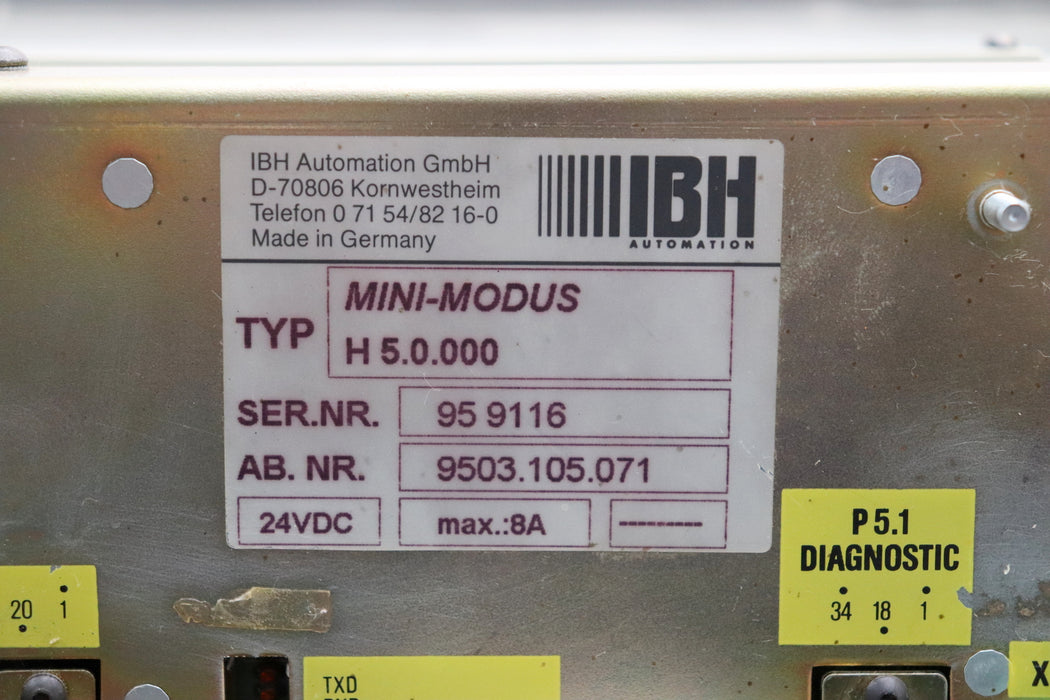 IBH Automation GmbH
D-70806 Kornwestheim
Telefon 0 71 54/82 16-0
Made in Germany
IBH
AUTOMATION
TYP
MINI-MODUS
H 5.0.000
SER.NR.
95 9116
AB. NR.
9503.105.071
24VDC
max.:8A
---------
P 5.1
DIAGNOSTIC
34 18 1
20 1
TXD
X